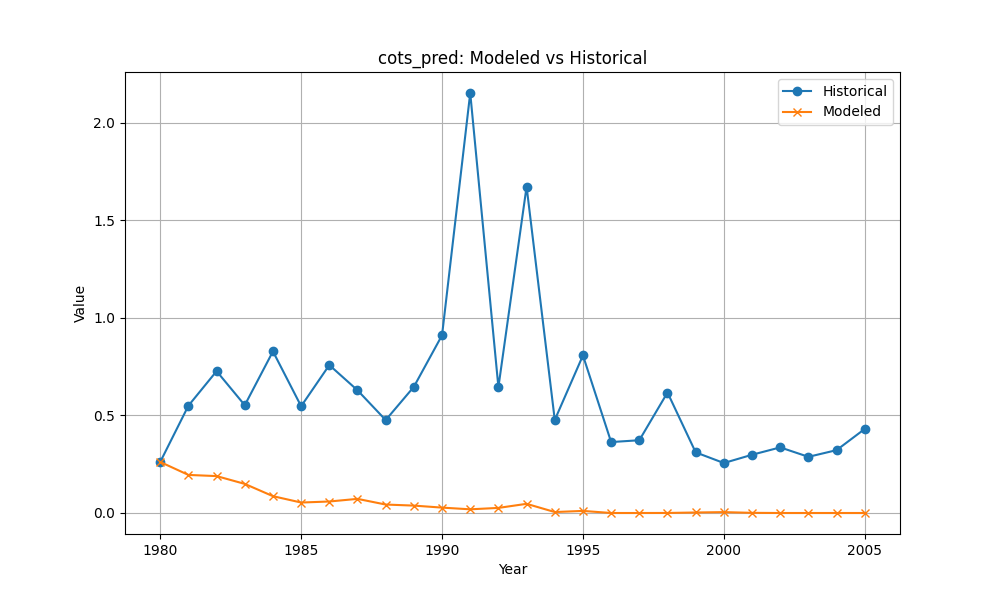 cots_pred: Modeled vs Historical
Historical
Modeled
Value
2.0
1.5
1.0
0.5
0.0
1980 1985 1990 1995 2000 2005
Year